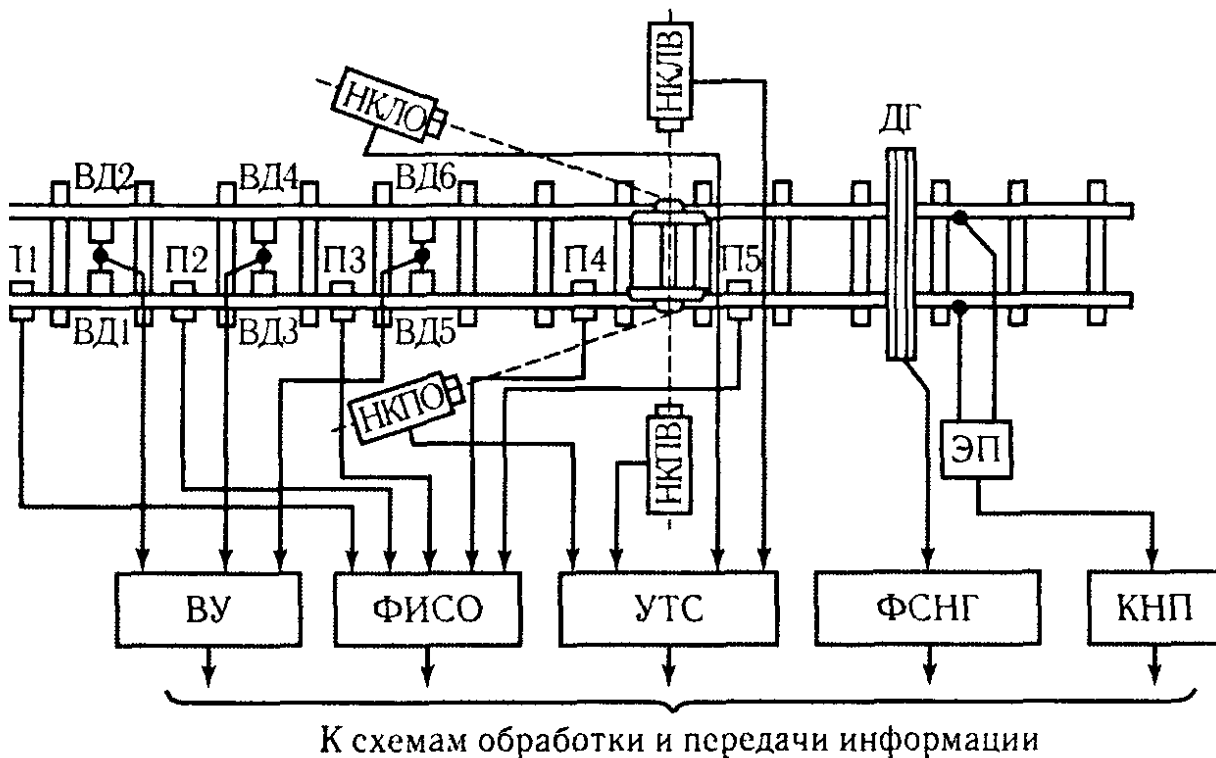 НКЛВ
НКЛО
ДГ
ВД2 ВД4 ВД6
П1 П2 П3 П4 П5
ВД1 ВД3 ВД5
НКПО
НКПВ
ЭП
ВУ ФИСО УТС ФСНГ КНП
К схемам обработки и передачи информации